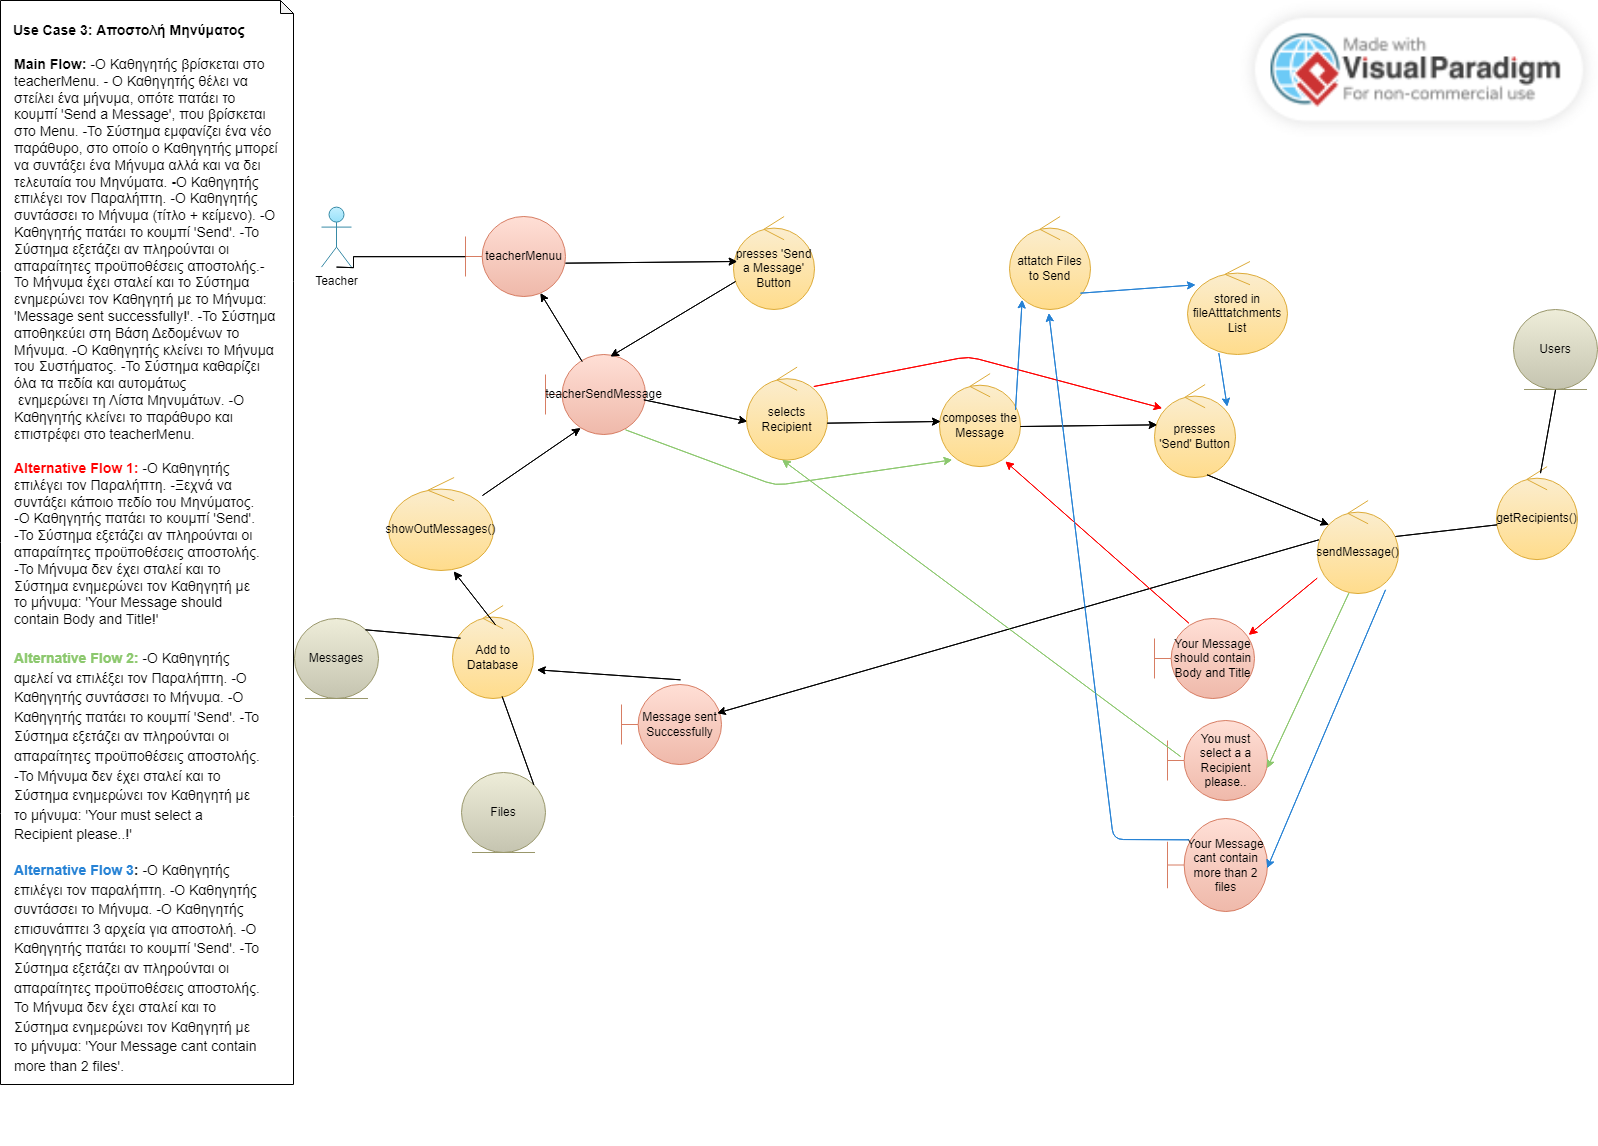 Use Case 3: Αποστολή Μηνύματος
Main Flow: -Ο Καθηγητής βρίσκεται στο
teacherMenu. - Ο Καθηγητής θέλει να
στείλει ένα μήνυμα, οπότε πατάει το
κουμπί 'Send a Message', που βρίσκεται
στο Menu. -Το Σύστημα εμφανίζει ένα νέο
παράθυρο, στο οποίο ο Καθηγητής μπορεί
να συντάξει ένα Μήνυμα αλλά και να δει
τελευταία του Μηνύματα. -Ο Καθηγητής
επιλέγει τον Παραλήπτη. -Ο Καθηγητής
συντάσσει το Μήνυμα (τίτλο + κείμενο). -Ο
Καθηγητής πατάει το κουμπί 'Send'. -Το
Σύστημα εξετάζει αν πληρούνται οι
απαραίτητες προϋποθέσεις αποστολής.-
Το Μήνυμα έχει σταλεί και το Σύστημα
ενημερώνει τον Καθηγητή με το Μήνυμα:
'Message sent successfully!'. -Το Σύστημα
αποθηκεύει στη Βάση Δεδομένων το
Μήνυμα. -Ο Καθηγητής κλείνει το Μήνυμα
του Συστήματος. -Το Σύστημα καθαρίζει
όλα τα πεδία και αυτομάτως
ενημερώνει τη Λίστα Μηνυμάτων. -Ο
Καθηγητής κλείνει το παράθυρο και
επιστρέφει στο teacherMenu.
Alternative Flow 1: -Ο Καθηγητής
επιλέγει τον Παραλήπτη. -Ξεχνά να
συντάξει κάποιο πεδίο του Μηνύματος.
-Ο Καθηγητής πατάει το κουμπί 'Send'.
-Το Σύστημα εξετάζει αν πληρούνται οι
απαραίτητες προϋποθέσεις αποστολής.
-Το Μήνυμα δεν έχει σταλεί και το
Σύστημα ενημερώνει τον Καθηγητή με
το μήνυμα: 'Your Message should
contain Body and Title!'
Alternative Flow 2: -Ο Καθηγητής
αμελεί να επιλέξει τον Παραλήπτη. -Ο
Καθηγητής συντάσσει το Μήνυμα. -Ο
Καθηγητής πατάει το κουμπί 'Send'. -Το
Σύστημα εξετάζει αν πληρούνται οι
απαραίτητες προϋποθέσεις αποστολής.
-Το Μήνυμα δεν έχει σταλεί και το
Σύστημα ενημερώνει τον Καθηγητή με
το μήνυμα: 'Your must select a
Recipient please..!'
Alternative Flow 3: -Ο Καθηγητής
επιλέγει τον παραλήπτη. -Ο Καθηγητής
συντάσσει το Μήνυμα. -Ο Καθηγητής
επισυνάπτει 3 αρχεία για αποστολή. -Ο
Καθηγητής πατάει το κουμπί 'Send'. -Το
Σύστημα εξετάζει αν πληρούνται οι
απαραίτητες προϋποθέσεις αποστολής.
Το Μήνυμα δεν έχει σταλεί και το
Σύστημα ενημερώνει τον Καθηγητή με
το μήνυμα: 'Your Message cant contain
more than 2 files'.
Made with
Visual Paradigm
For non-commercial use
Teacher
teacherMenuu
presses 'Send
a Message'
Button
attatch Files
to Send
stored in
fileAtttatchments
List
Users
teacherSendMessage
selects
Recipient
composes the
Message
presses
'Send' Button
showOutMessages()
getRecipients()
sendMessage()
Messages
Add to
Database
Your Message
should contain
Body and Title
Message sent
Successfully
You must
select a a
Recipient
please..
Files
Your Message
cant contain
more than 2
files